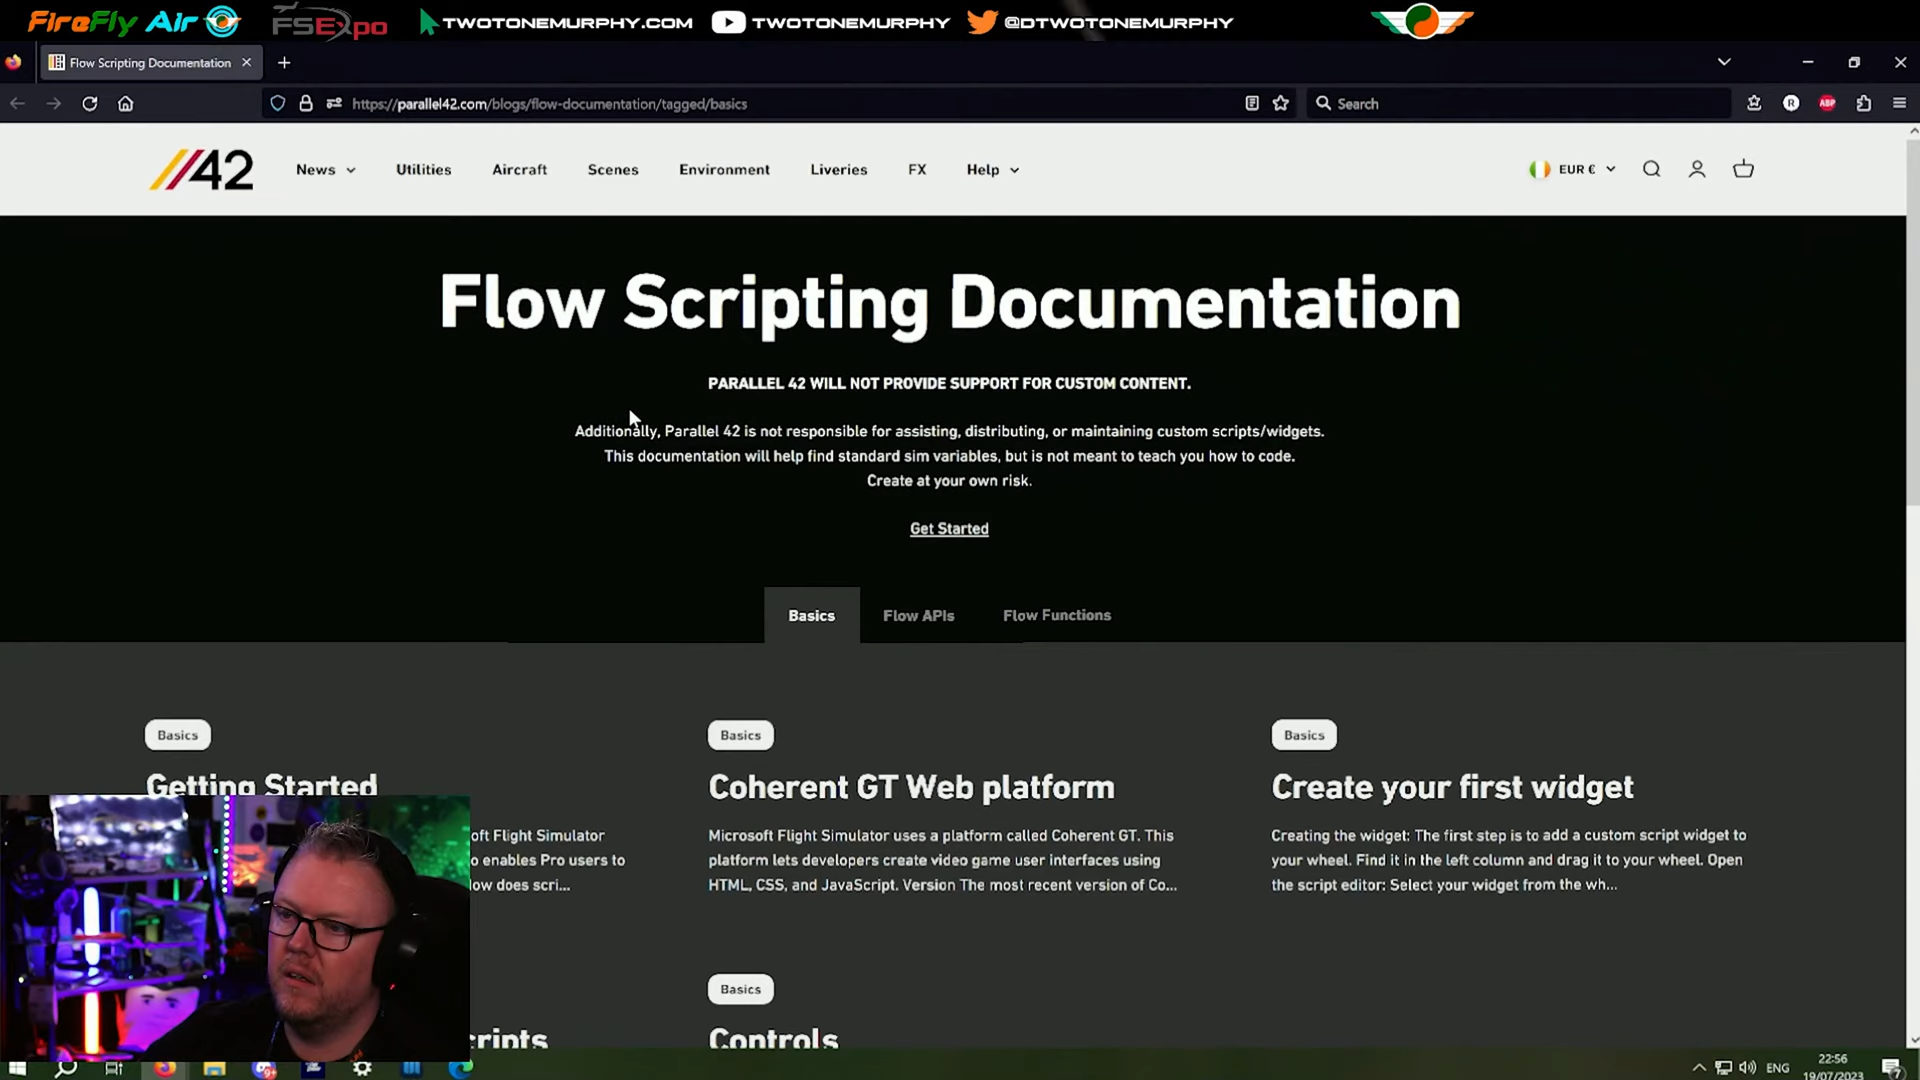 FireFly Air
FSExpo
TWOTONEMURPHY.COM
TWOTONEMURPHY
@DTWOTONEMURPHY
Flow Scripting Documentation
https://parallel42.com/blogs/flow-documentation/tagged/basics
Search
R
ABP
//42
News
Utilities
Aircraft
Scenes
Environment
Liveries
FX
Help
EUR €
Flow Scripting Documentation
PARALLEL 42 WILL NOT PROVIDE SUPPORT FOR CUSTOM CONTENT.
Additionally, Parallel 42 is not responsible for assisting, distributing, or maintaining custom scripts/widgets.
This documentation will help find standard sim variables, but is not meant to teach you how to code.
Create at your own risk.
Get Started
Basics
Flow APIs
Flow Functions
Basics
Getting Started
oft Flight Simulator
o enables Pro users to
low does scri...
Basics
Coherent GT Web platform
Microsoft Flight Simulator uses a platform called Coherent GT. This
platform lets developers create video game user interfaces using
HTML, CSS, and JavaScript. Version The most recent version of Co...
Basics
Create your first widget
Creating the widget: The first step is to add a custom script widget to
your wheel. Find it in the left column and drag it to your wheel. Open
the script editor: Select your widget from the wh...
cripts
Basics
Controls
9+
ENG
22:56
19/07/2023
7